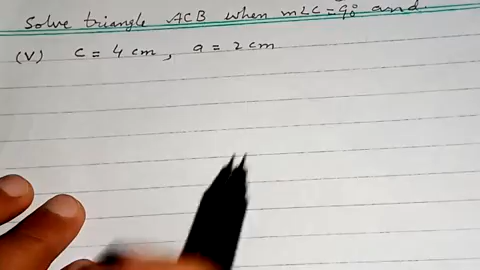 Solve triangle ACB when m∠C = 90° and
(V) c = 4 cm, a = 2 cm